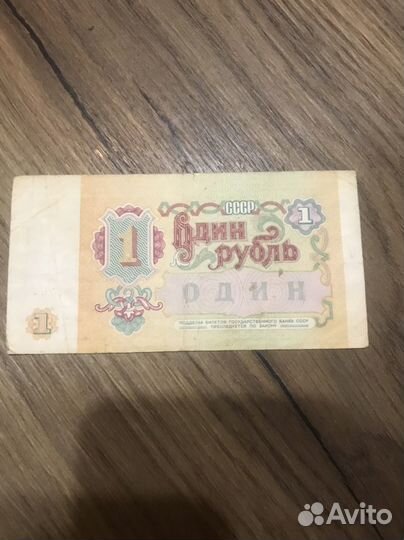 СССР
1
1
Один
рубль
ОДИН
1
ПОДДЕЛКА БИЛЕТОВ ГОСУДАРСТВЕННОГО БАНКА СССР
ПРЕСЛЕДУЕТСЯ ПО ЗАКОНУ
Avito